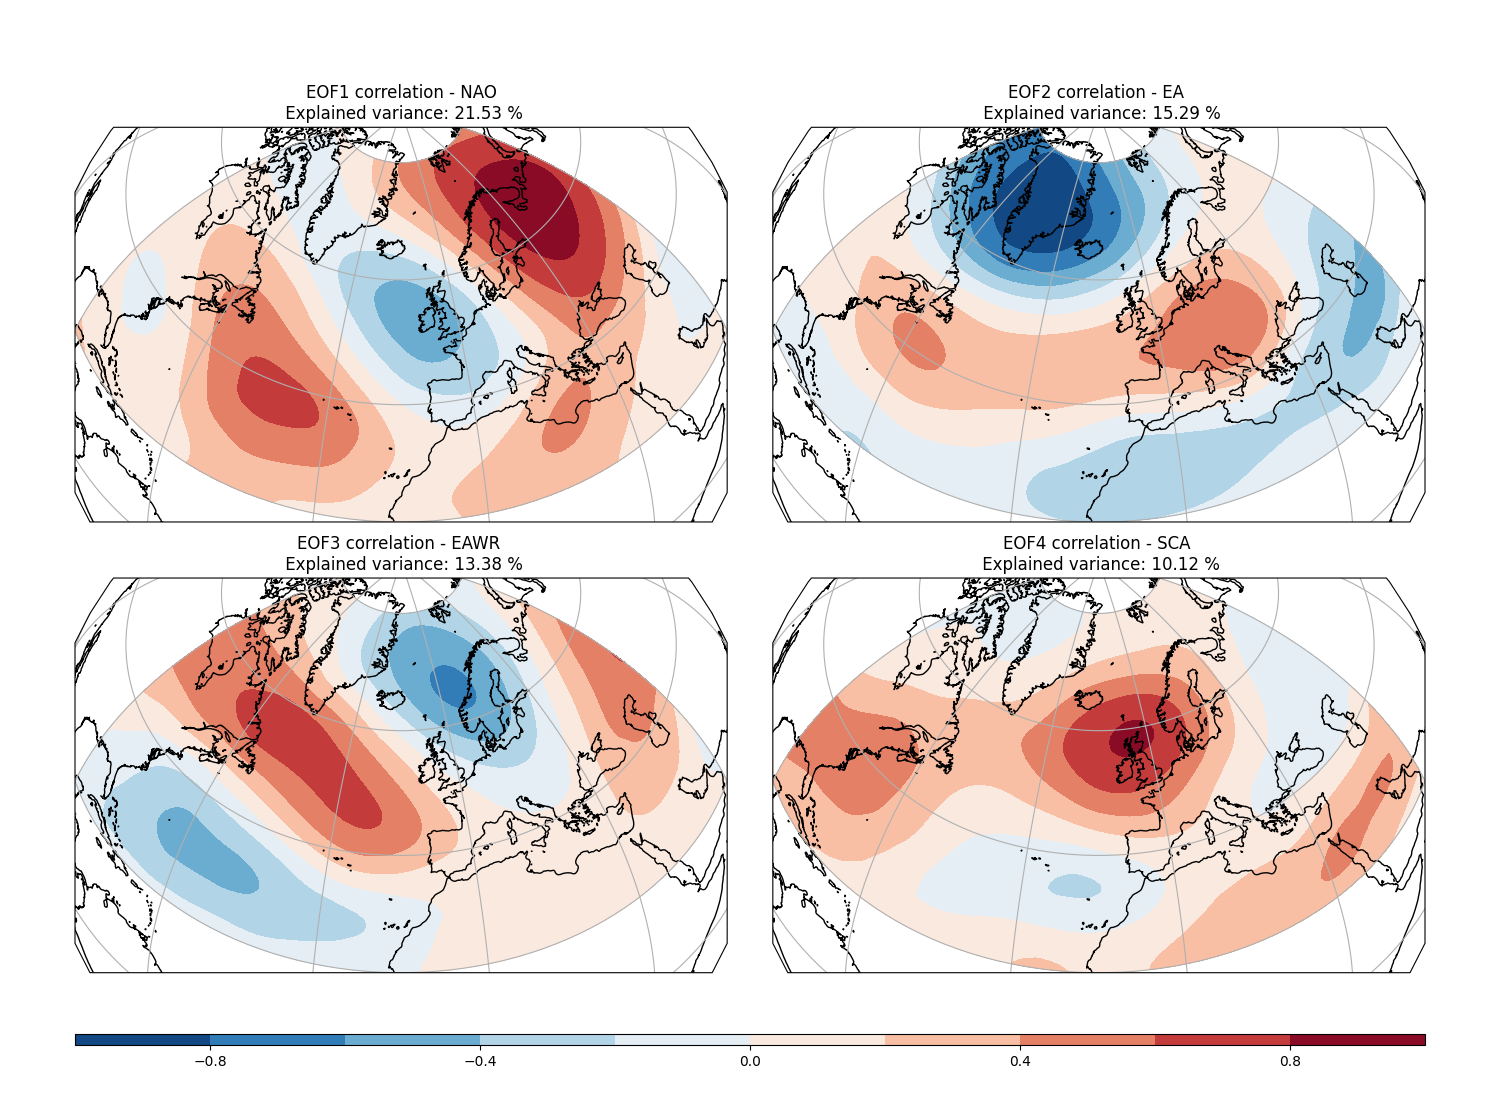 EOF1 correlation - NAO
Explained variance: 21.53 %
EOF2 correlation - EA
Explained variance: 15.29 %
EOF3 correlation - EAWR
Explained variance: 13.38 %
EOF4 correlation - SCA
Explained variance: 10.12 %
−0.8 −0.4 0.0 0.4 0.8